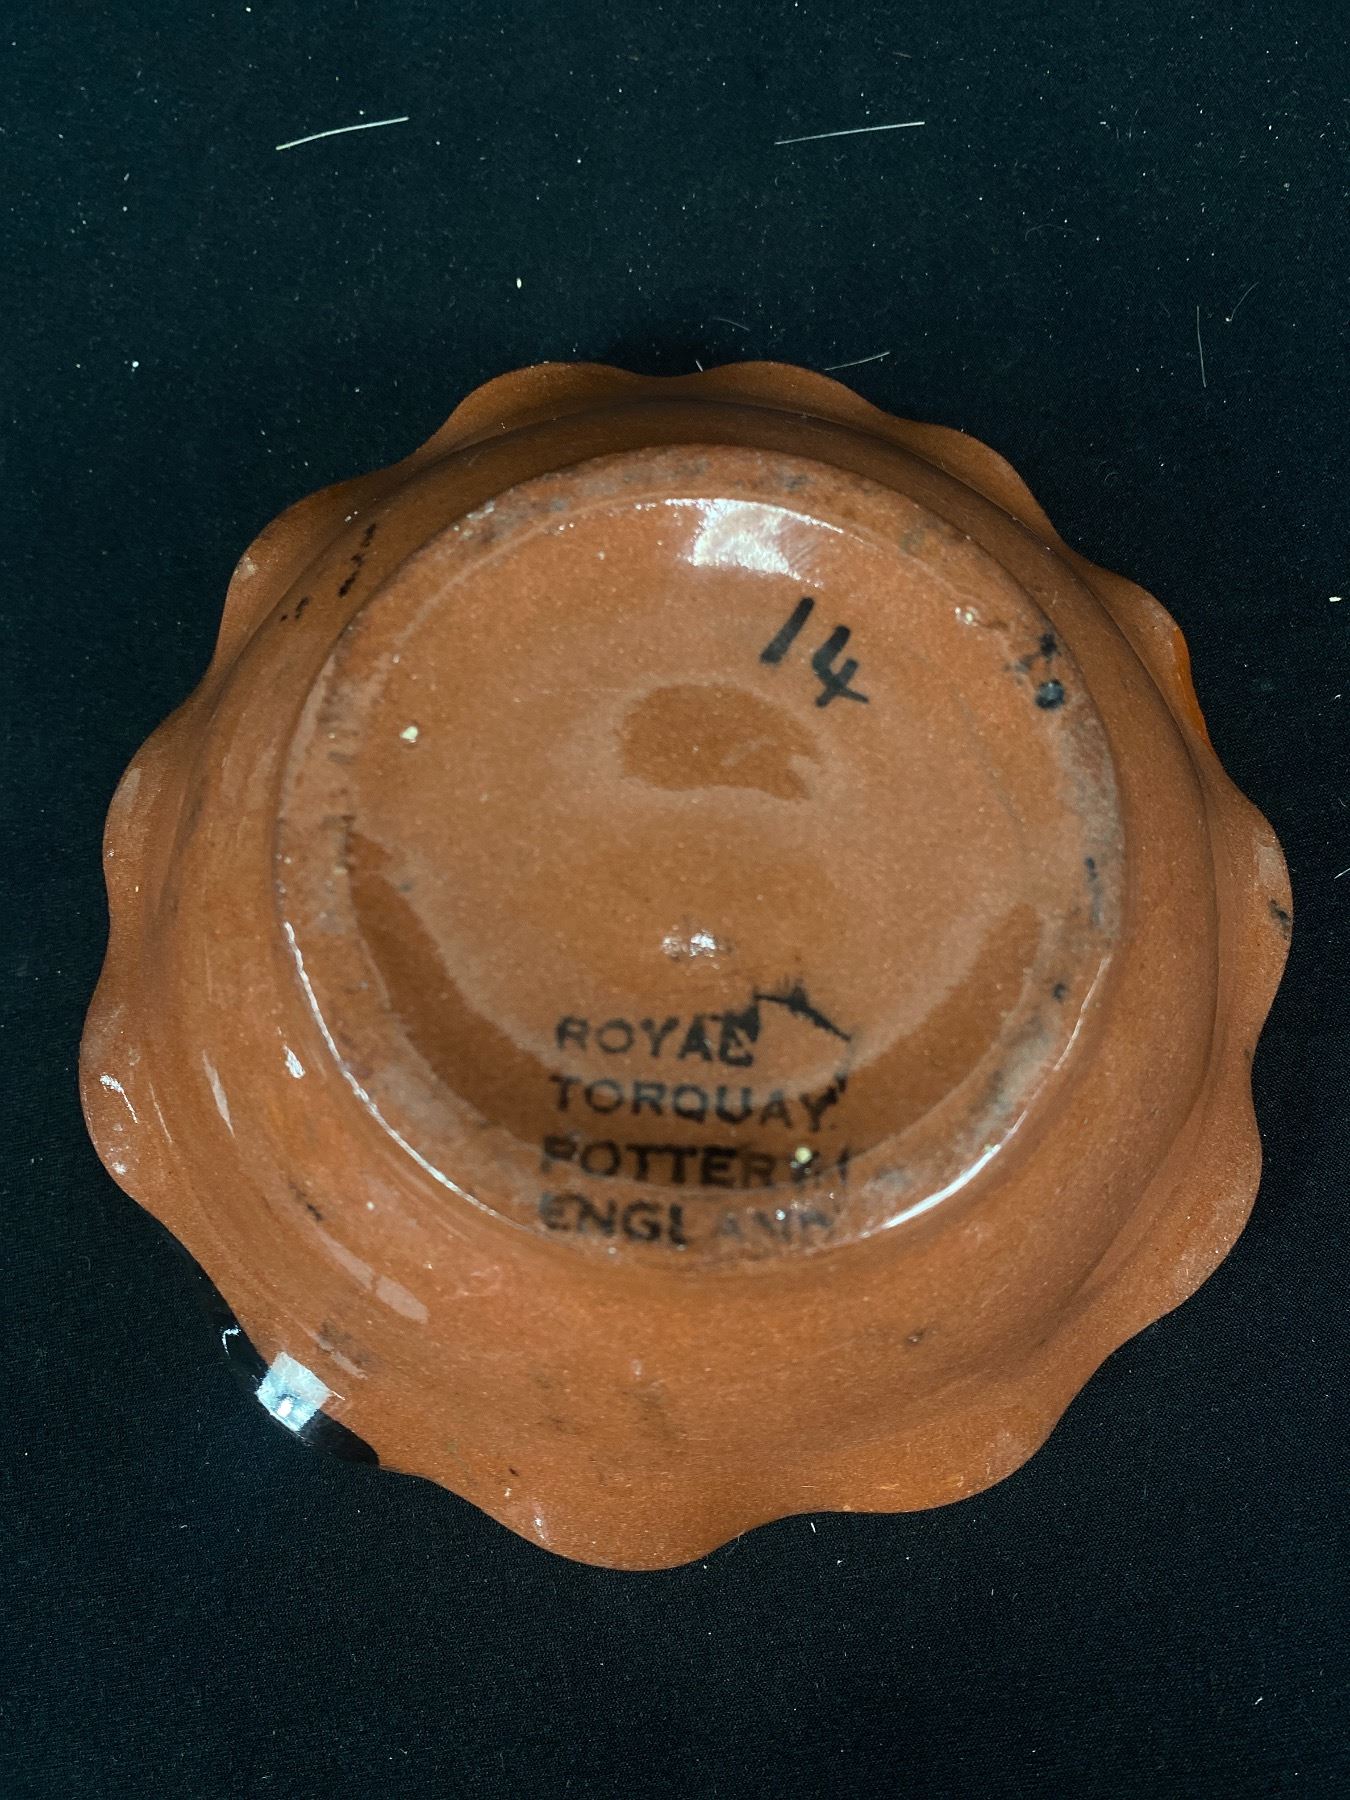 14
ROYAL
TORQUAY
POTTERY
ENGLAND